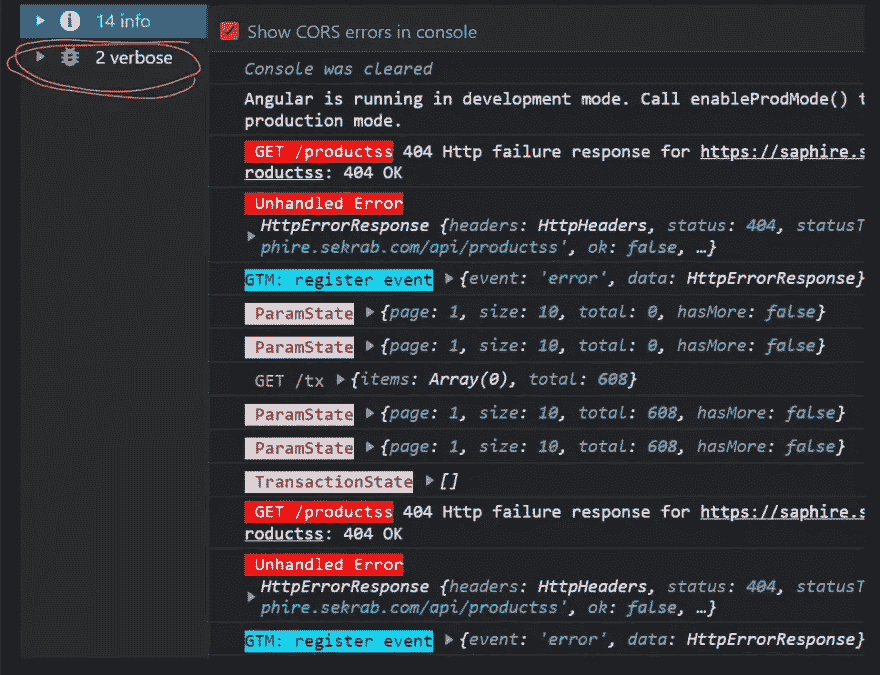 14 info
2 verbose
Show CORS errors in console
Console was cleared
Angular is running in development mode. Call enableProdMode() t
production mode.
GET /productss 404 Http failure response for https://saphire.s
roductss: 404 OK
Unhandled Error
HttpErrorResponse {headers: HttpHeaders, status: 404, statusT
phire.sekrab.com/api/productss', ok: false, …}
GTM: register event {event: 'error', data: HttpErrorResponse}
ParamState {page: 1, size: 10, total: 0, hasMore: false}
ParamState {page: 1, size: 10, total: 0, hasMore: false}
GET /tx {items: Array(0), total: 608}
ParamState {page: 1, size: 10, total: 608, hasMore: false}
ParamState {page: 1, size: 10, total: 608, hasMore: false}
TransactionState []
GET /productss 404 Http failure response for https://saphire.s
roductss: 404 OK
Unhandled Error
HttpErrorResponse {headers: HttpHeaders, status: 404, statusT
phire.sekrab.com/api/productss', ok: false, …}
GTM: register event {event: 'error', data: HttpErrorResponse}